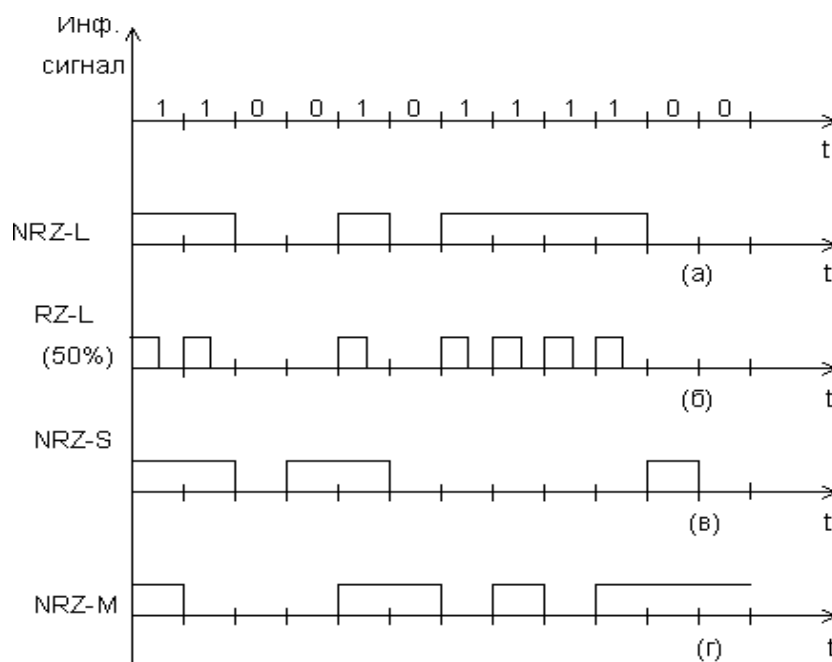 Инф.
сигнал
1 1 0 0 1 0 1 1 1 1 0 0
t
NRZ-L
(а)
t
RZ-L
(50%)
(б)
t
NRZ-S
(в)
t
NRZ-M
(г)
t